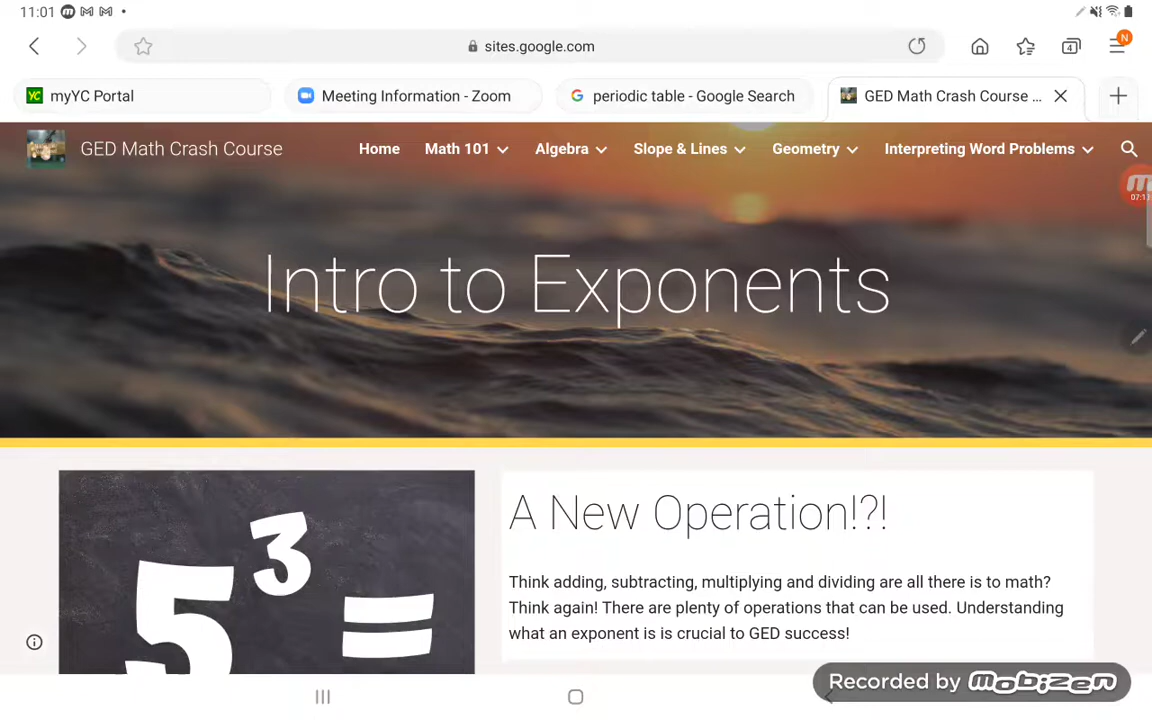 11:01
sites.google.com
4
N
YC myYC Portal
Meeting Information - Zoom
periodic table - Google Search
GED Math Crash Course ...
GED Math Crash Course
Home
Math 101
Algebra
Slope & Lines
Geometry
Interpreting Word Problems
Intro to Exponents
5³ =
A New Operation!?!
Think adding, subtracting, multiplying and dividing are all there is to math?
Think again! There are plenty of operations that can be used. Understanding
what an exponent is is crucial to GED success!
Recorded by mobizen